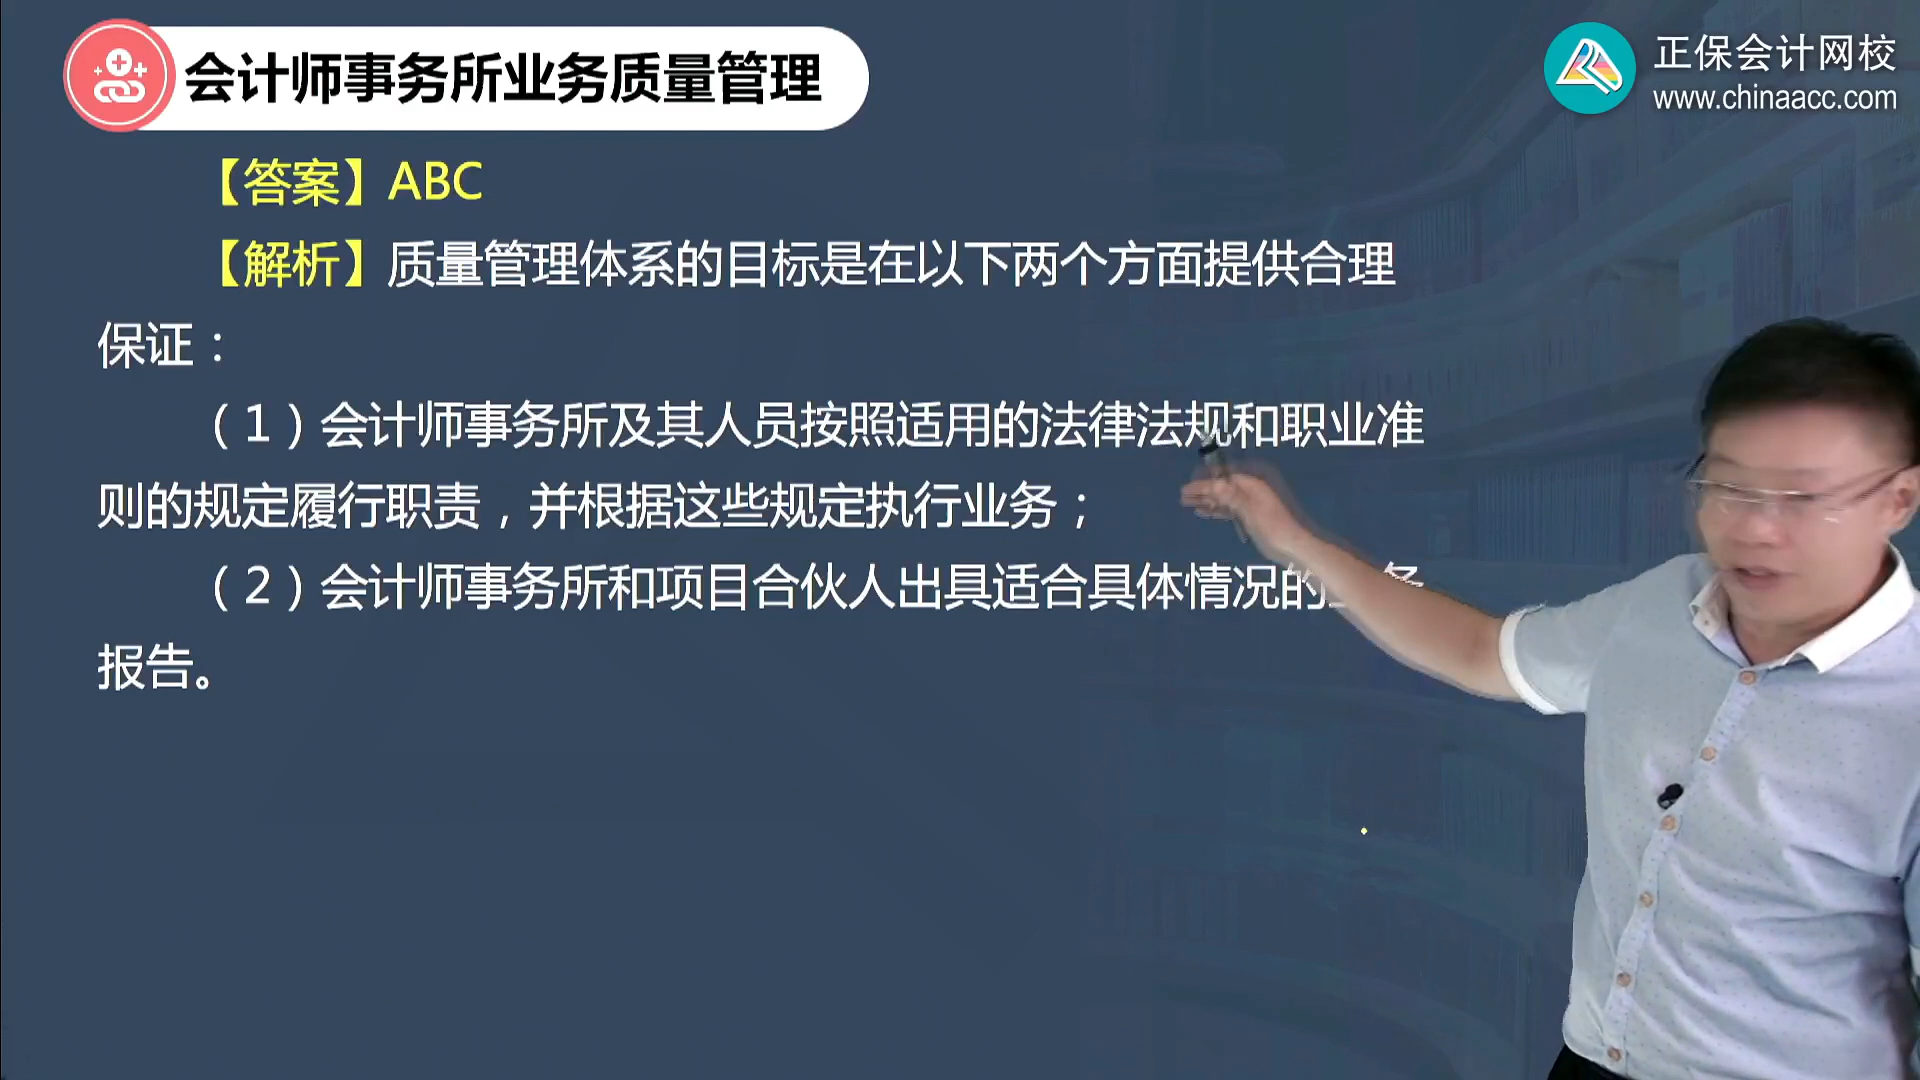 会计师事务所业务质量管理
正保会计网校
www.chinaacc.com
【答案】ABC
【解析】质量管理体系的目标是在以下两个方面提供合理
保证：
（1）会计师事务所及其人员按照适用的法律法规和职业准
则的规定履行职责，并根据这些规定执行业务；
（2）会计师事务所和项目合伙人出具适合具体情况的
报告。